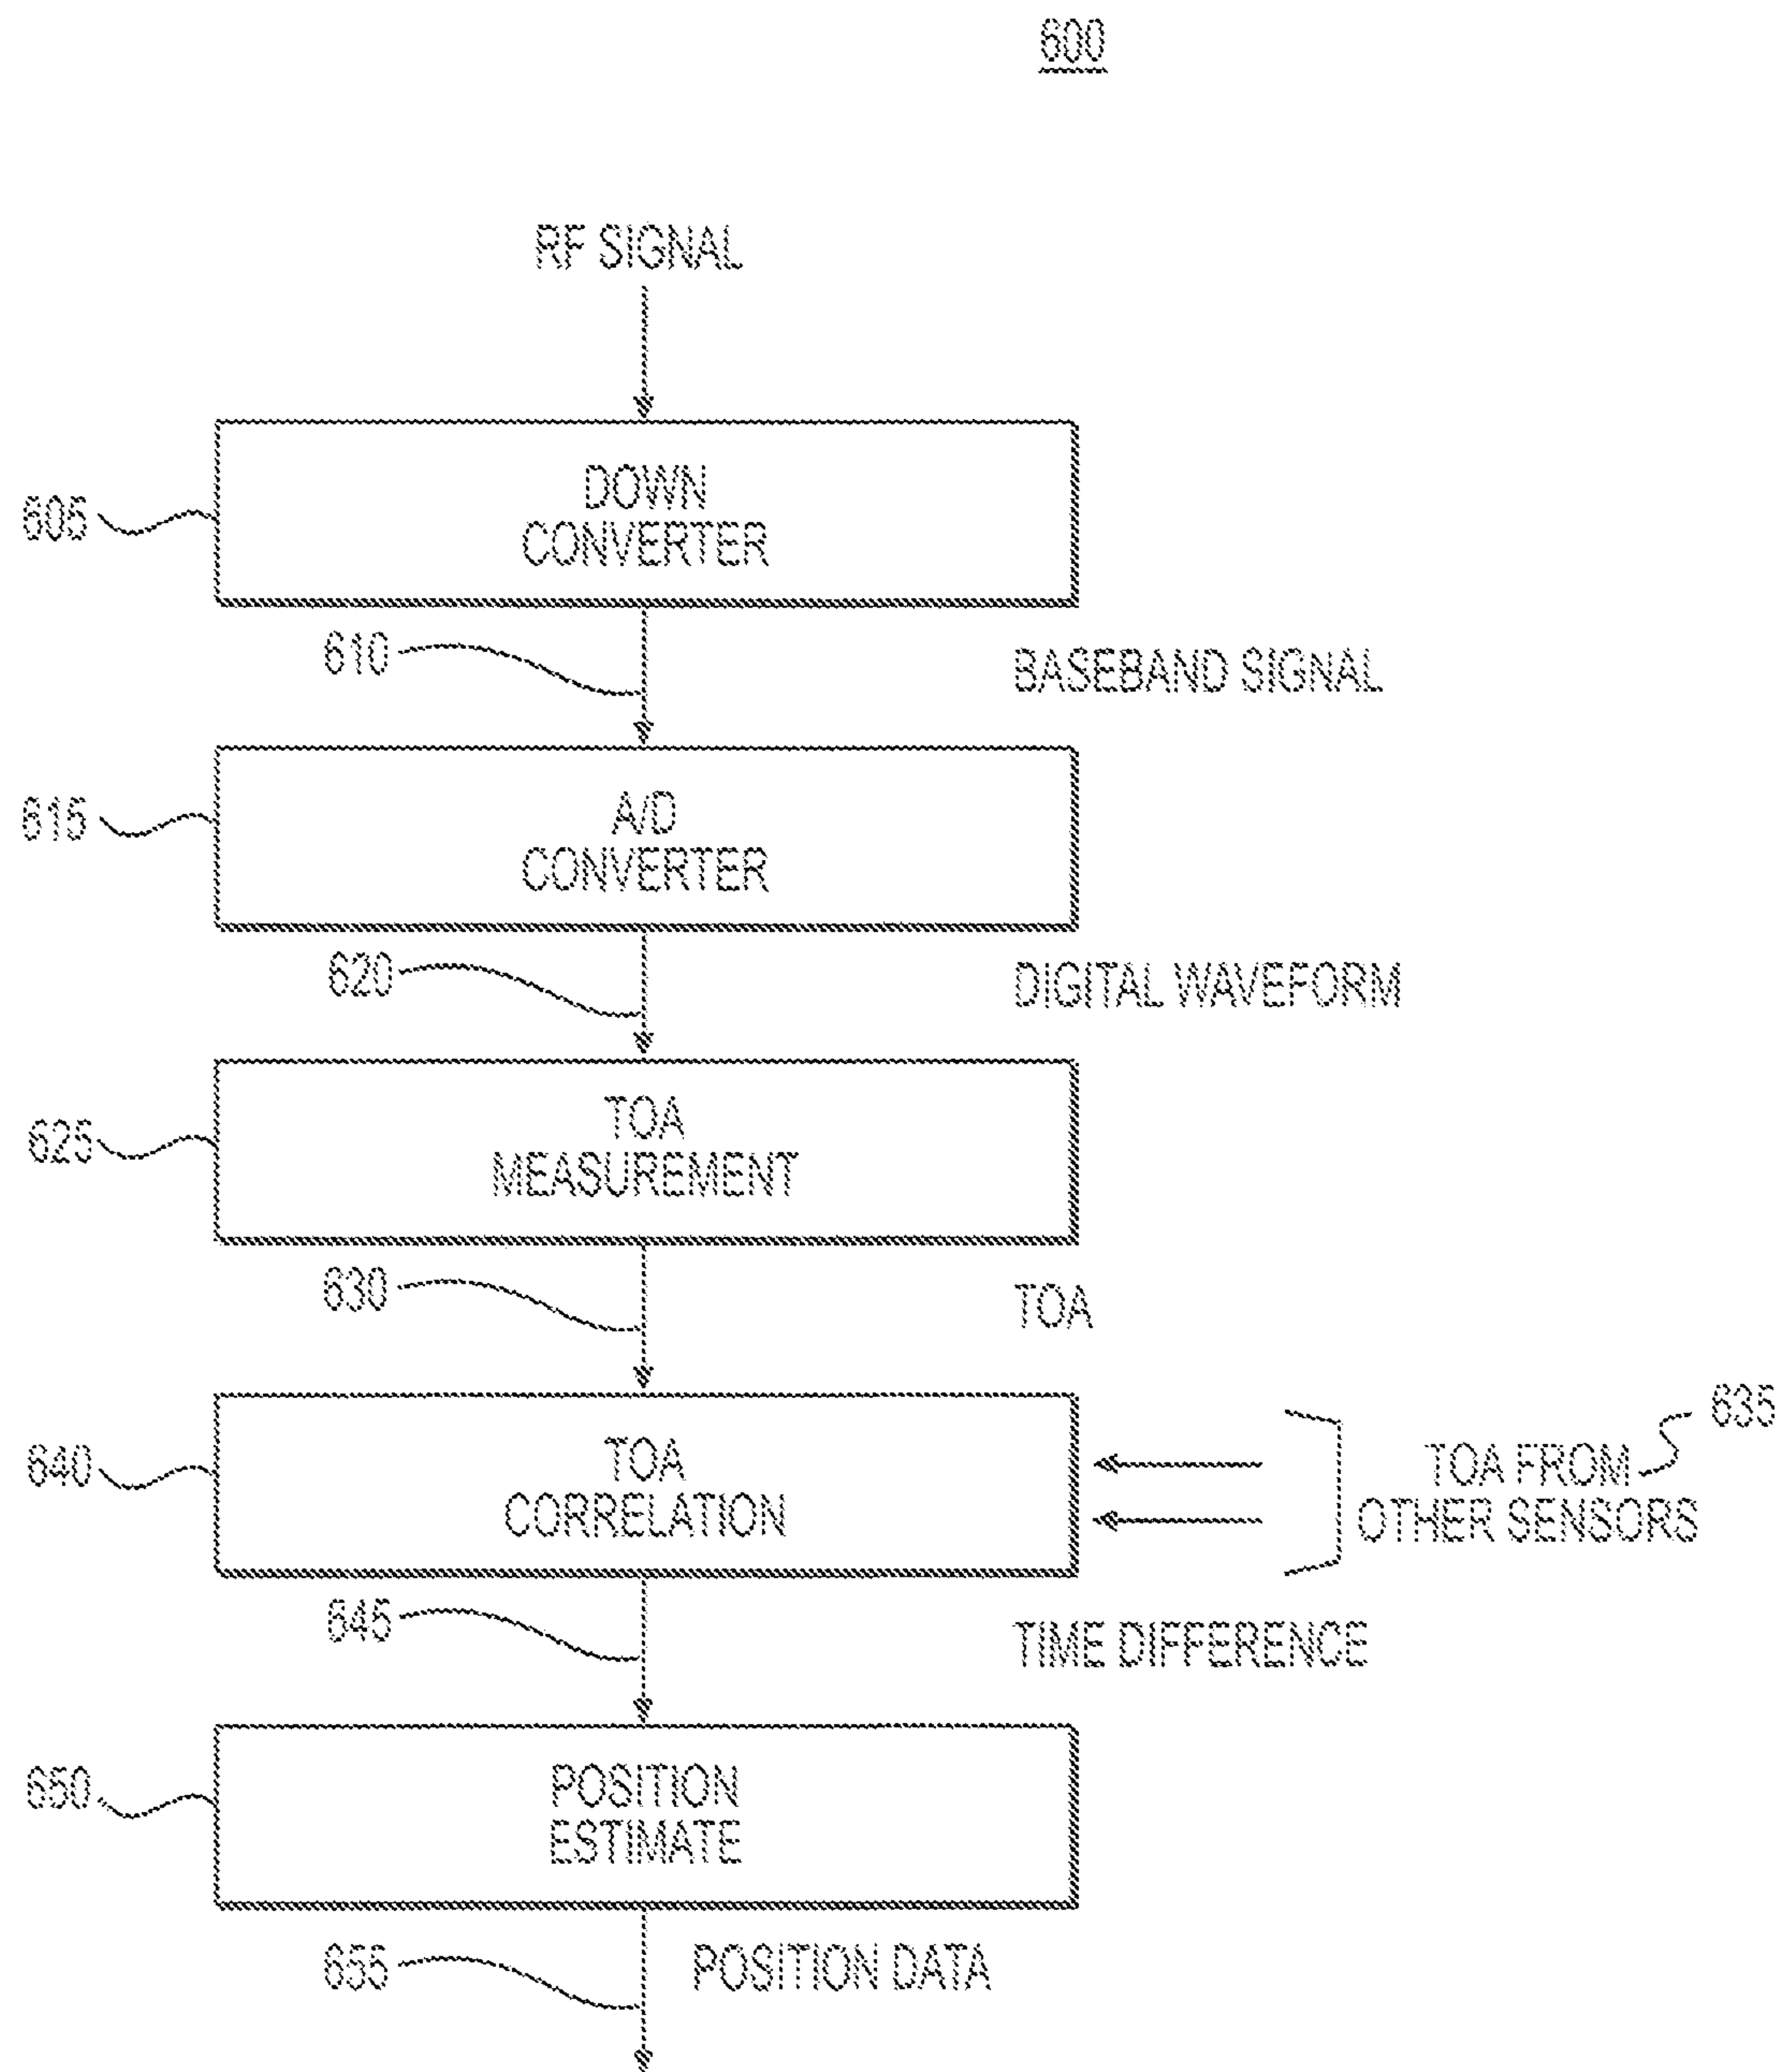 600
RF SIGNAL
DOWN
CONVERTER
605
610
BASEBAND SIGNAL
A/D
CONVERTER
615
620
DIGITAL WAVEFORM
TOA
MEASUREMENT
625
630
TOA
TOA
CORRELATION
640
TOA FROM
OTHER SENSORS
635
645
TIME DIFFERENCE
POSITION
ESTIMATE
650
655
POSITION DATA